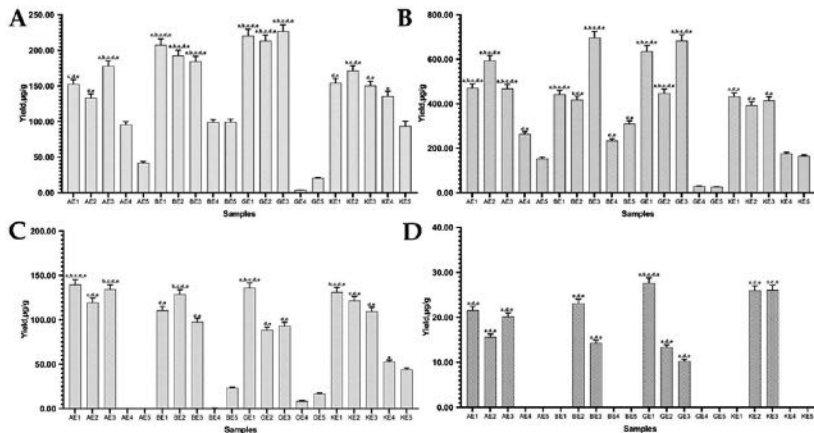 A
Yield,µg/g
250.00
200.00
150.00
100.00
50.00
0.00
c,d,e
d,e
a,b,c,d,e
a,b,c,d,e
a,b,c,d,e
a,b,c,d,e
a,b,c,d,e
a,b,c,d,e
a,b,c,d,e
d,e
b,c,d,e
d,e
e
AE1 AE2 AE3 AE4 AE5 BE1 BE2 BE3 BE4 BE5 GE1 GE2 GE3 GE4 GE5 KE1 KE2 KE3 KE4 KE5
Samples
B
Yield,µg/g
800.00
600.00
400.00
200.00
0.00
a,b,c,d,e
a,b,c,d,e
a,b,c,d,e
d,e
a,b,c,d,e
b,d,e
a,b,c,d,e
d,e
d,e
a,b,c,d,e
a,b,c,d,e
a,b,c,d,e
c,d,e
d,e
d,e
AE1 AE2 AE3 AE4 AE5 BE1 BE2 BE3 BE4 BE5 GE1 GE2 GE3 GE4 GE5 KE1 KE2 KE3 KE4 KE5
Samples
C
Yield,µg/g
200.00
150.00
100.00
50.00
0.00
a,b,c,d,e
c,d,e
b,c,d,e
d,e
b,c,d,e
d,e
a,b,c,d,e
d,e
d,e
b,c,d,e
c,d,e
d,e
e
AE1 AE2 AE3 AE4 AE5 BE1 BE2 BE3 BE4 BE5 GE1 GE2 GE3 GE4 GE5 KE1 KE2 KE3 KE4 KE5
Samples
D
Yield,µg/g
40.00
30.00
20.00
10.00
0.00
c,d,e
c,d,e
AE1 AE2 AE3 AE4 AE5 BE1 BE2 BE3 BE4 BE5 GE1 GE2 GE3 GE4 GE5 KE1 KE2 KE3 KE4 KE5
Samples